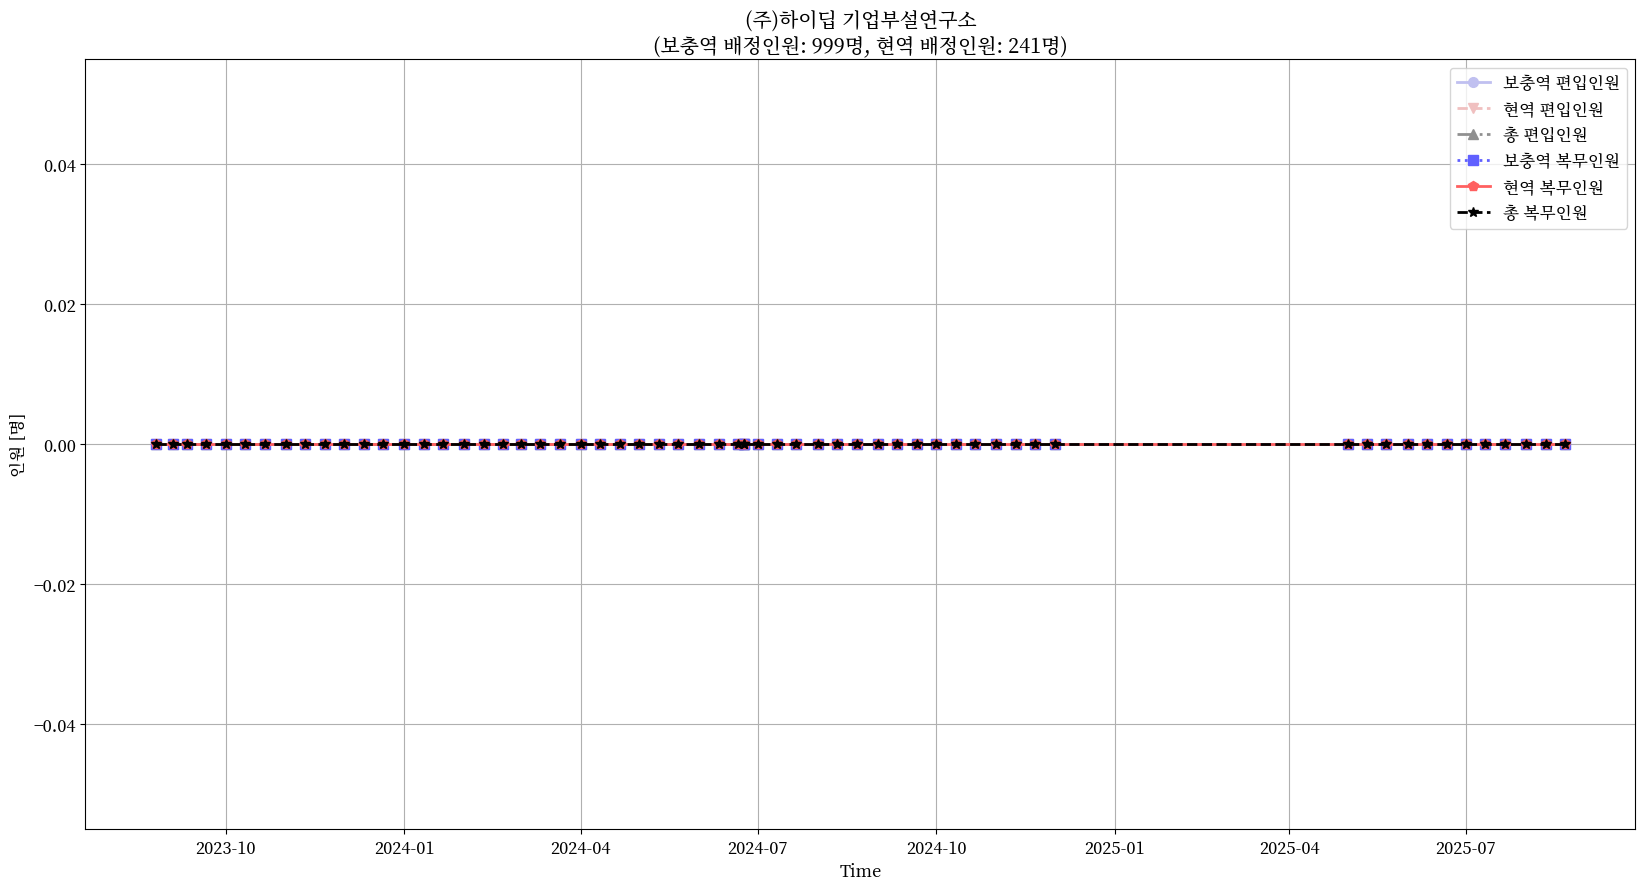 (주)하이딥 기업부설연구소
(보충역 배정인원: 999명, 현역 배정인원: 241명)
보충역 편입인원
현역 편입인원
총 편입인원
보충역 복무인원
현역 복무인원
총 복무인원
인원 [명]
0.04
0.02
0.00
−0.02
−0.04
2023-10
2024-01
2024-04
2024-07
2024-10
2025-01
2025-04
2025-07
Time